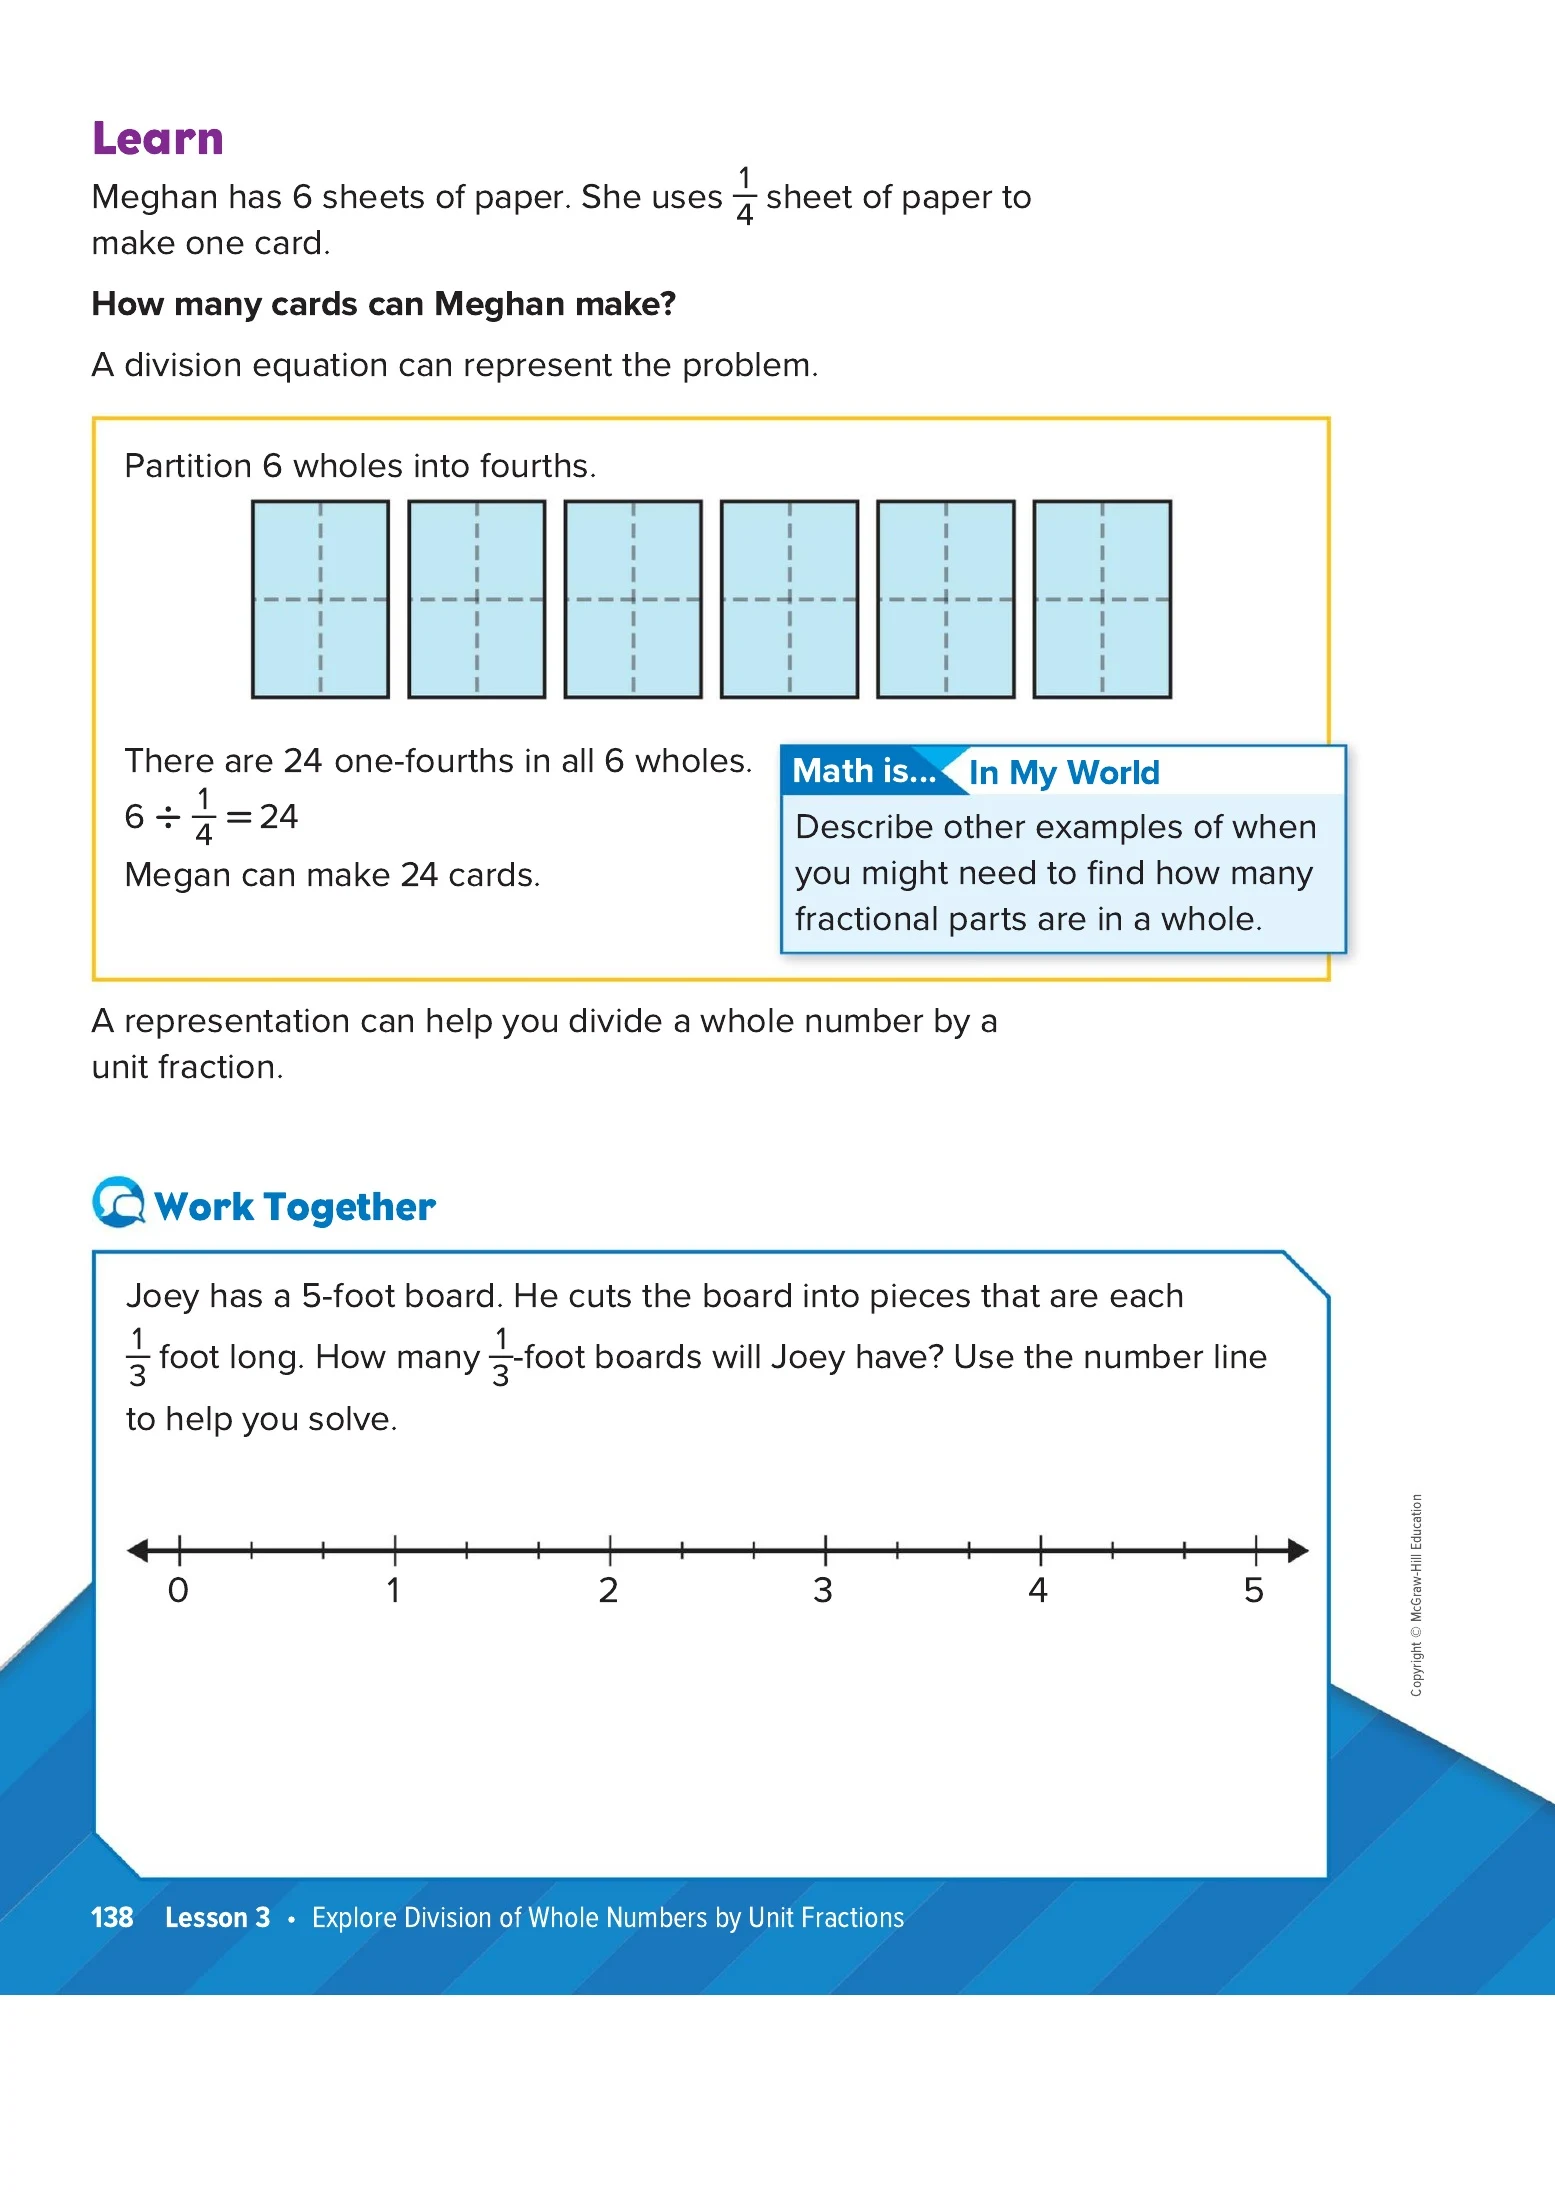 Learn
Meghan has 6 sheets of paper. She uses 1/4 sheet of paper to
make one card.
How many cards can Meghan make?
A division equation can represent the problem.
Partition 6 wholes into fourths.
There are 24 one-fourths in all 6 wholes.
6 ÷ 1/4 = 24
Megan can make 24 cards.
Math is... In My World
Describe other examples of when
you might need to find how many
fractional parts are in a whole.
A representation can help you divide a whole number by a
unit fraction.
Work Together
Joey has a 5-foot board. He cuts the board into pieces that are each
1/3 foot long. How many 1/3-foot boards will Joey have? Use the number line
to help you solve.
0 1 2 3 4 5
Copyright © McGraw-Hill Education
138 Lesson 3 • Explore Division of Whole Numbers by Unit Fractions